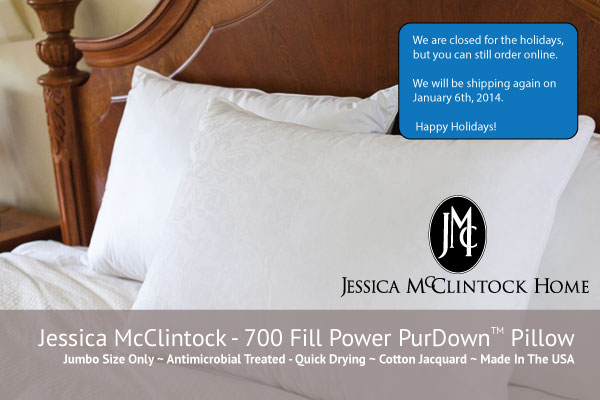 We are closed for the holidays,
but you can still order online.
We will be shipping again on
January 6th, 2014.
Happy Holidays!
JMC
Jessica McClintock Home
Jessica McClintock - 700 Fill Power PurDown™ Pillow
Jumbo Size Only ~ Antimicrobial Treated - Quick Drying ~ Cotton Jacquard ~ Made In The USA